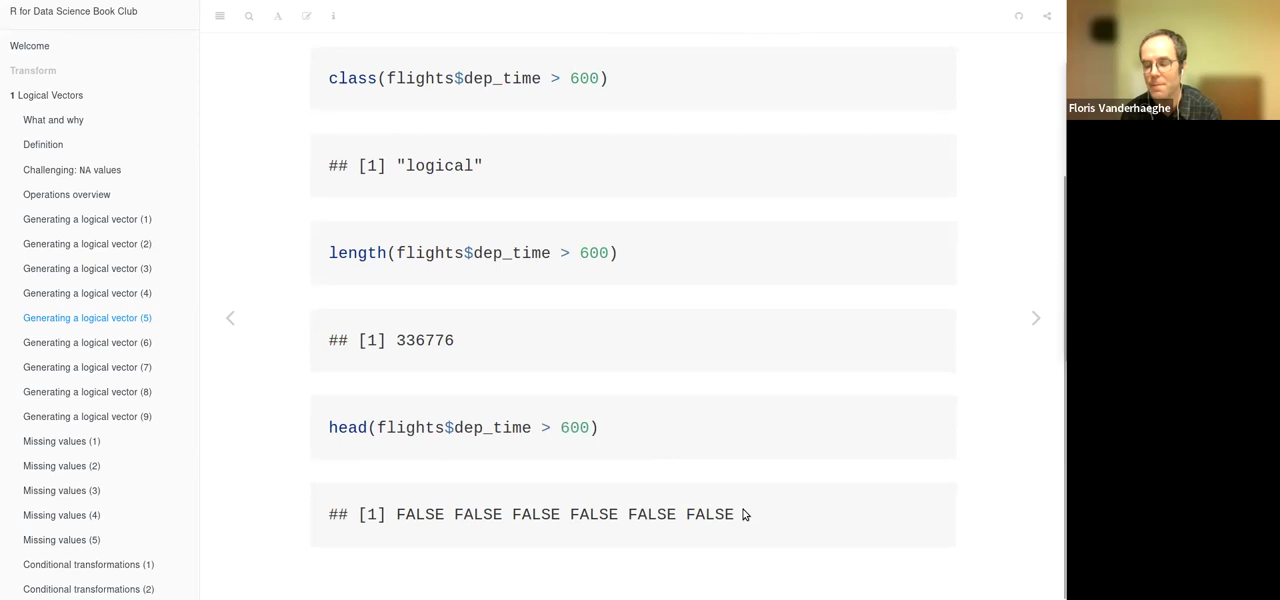 R for Data Science Book Club
Welcome
Transform
1 Logical Vectors
What and why
Definition
Challenging: NA values
Operations overview
Generating a logical vector (1)
Generating a logical vector (2)
Generating a logical vector (3)
Generating a logical vector (4)
Generating a logical vector (5)
Generating a logical vector (6)
Generating a logical vector (7)
Generating a logical vector (8)
Generating a logical vector (9)
Missing values (1)
Missing values (2)
Missing values (3)
Missing values (4)
Missing values (5)
Conditional transformations (1)
Conditional transformations (2)
A
i
class(flights$dep_time > 600)
## [1] "logical"
length(flights$dep_time > 600)
## [1] 336776
head(flights$dep_time > 600)
## [1] FALSE FALSE FALSE FALSE FALSE FALSE
Floris Vanderhaeghe